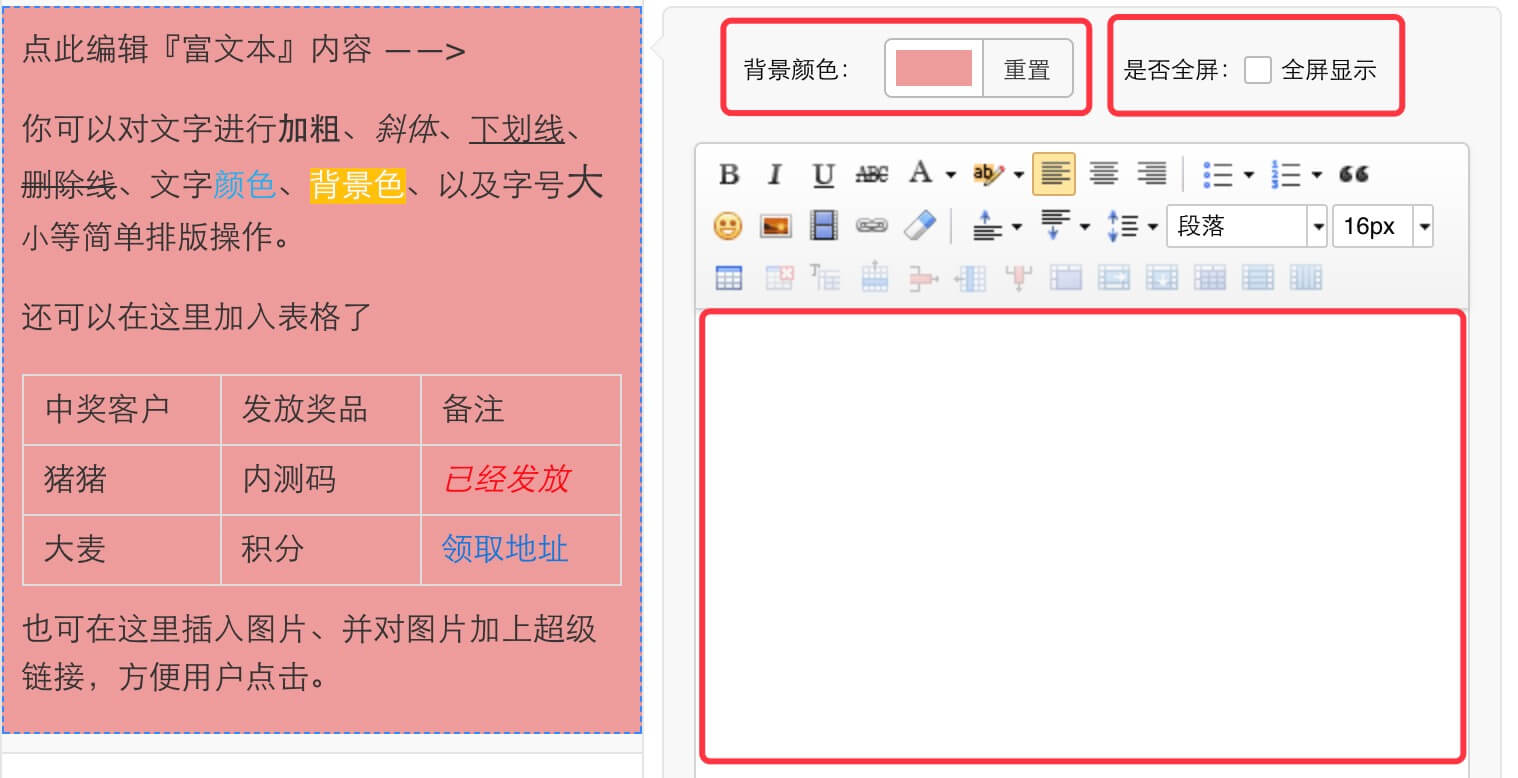 点此编辑『富文本』内容 ——>
你可以对文字进行加粗、斜体、下划线、
删除线、文字颜色、背景色、以及字号大
小等简单排版操作。
还可以在这里加入表格了
中奖客户 发放奖品 备注
猪猪 内测码 已经发放
大麦 积分 领取地址
也可在这里插入图片、并对图片加上超级
链接，方便用户点击。
背景颜色： 重置 是否全屏： 全屏显示
B I U ABC A ab
段落 16px